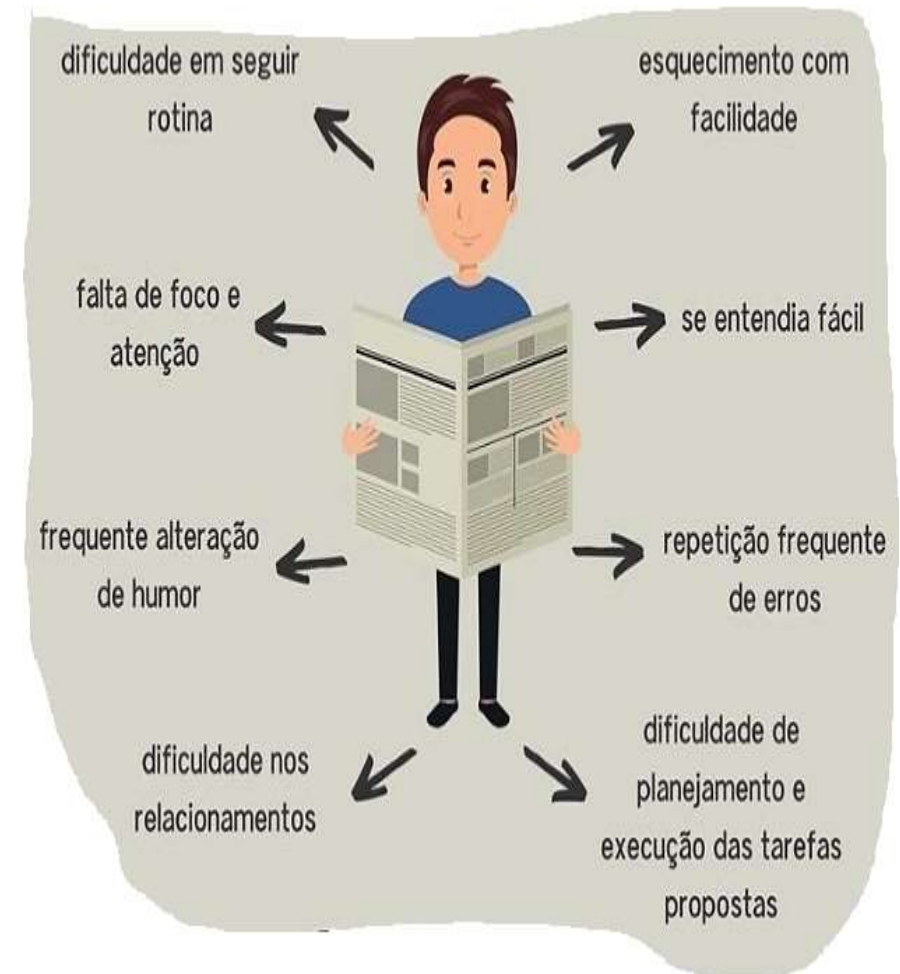 dificuldade em seguir
rotina
esquecimento com
facilidade
falta de foco e
atenção
se entendia fácil
frequente alteração
de humor
repetição frequente
de erros
dificuldade nos
relacionamentos
dificuldade de
planejamento e
execução das tarefas
propostas